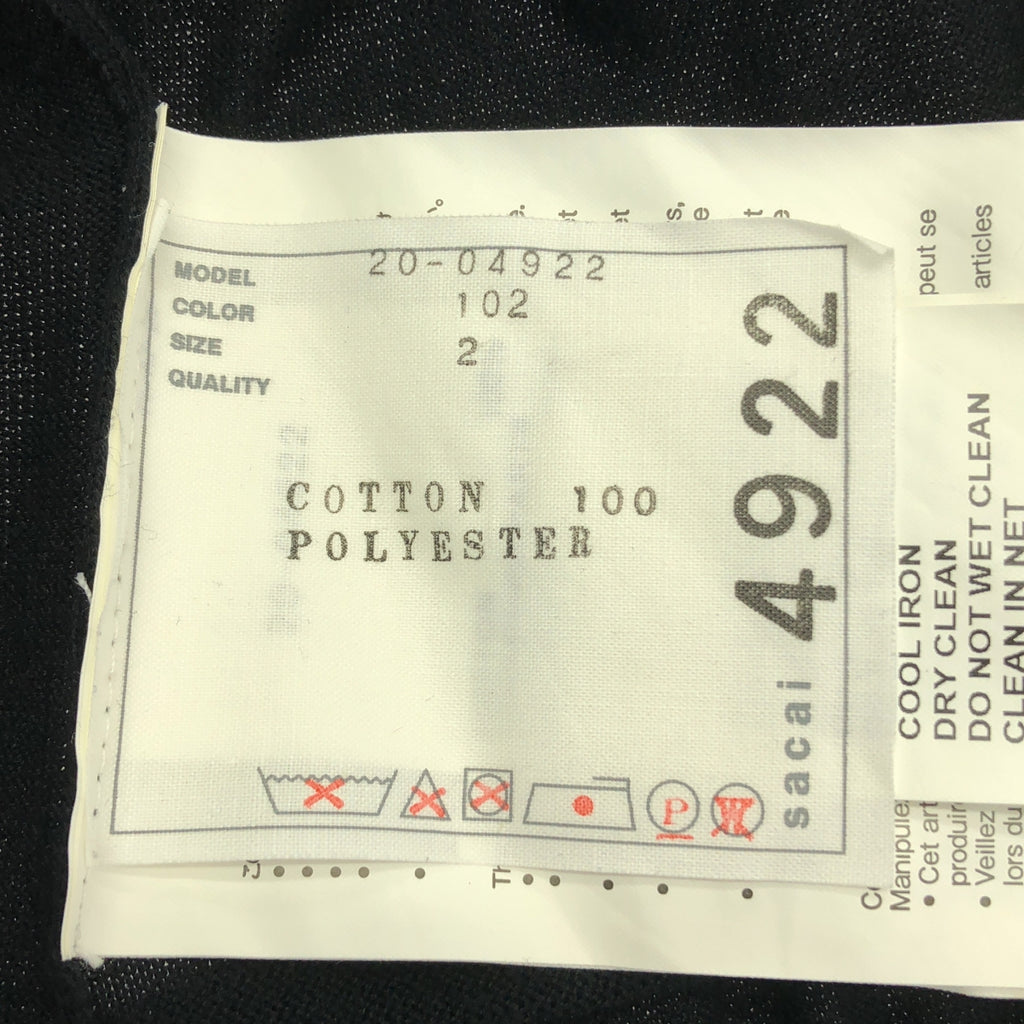 MODEL 20-04922
COLOR 102
SIZE 2
QUALITY
COTTON 100
POLYESTER
P
W
sacai 4922
peut se
articles
COOL IRON
DRY CLEAN
DO NOT WET CLEAN
CLEAN IN NET
• Cet art
produir
• Veillez
lors du